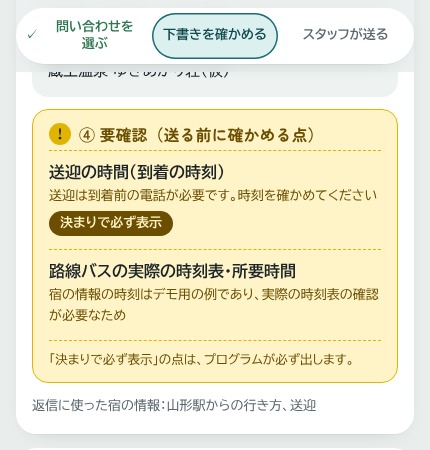 ✓ 問い合わせを
選ぶ
下書きを確かめる
スタッフが送る
! ④ 要確認（送る前に確かめる点）
送迎の時間（到着の時刻）
送迎は到着前の電話が必要です。時刻を確かめてください
決まりで必ず表示
路線バスの実際の時刻表・所要時間
宿の情報の時刻はデモ用の例であり、実際の時刻表の確認
が必要なため
「決まりで必ず表示」の点は、プログラムが必ず出します。
返信に使った宿の情報：山形駅からの行き方、送迎